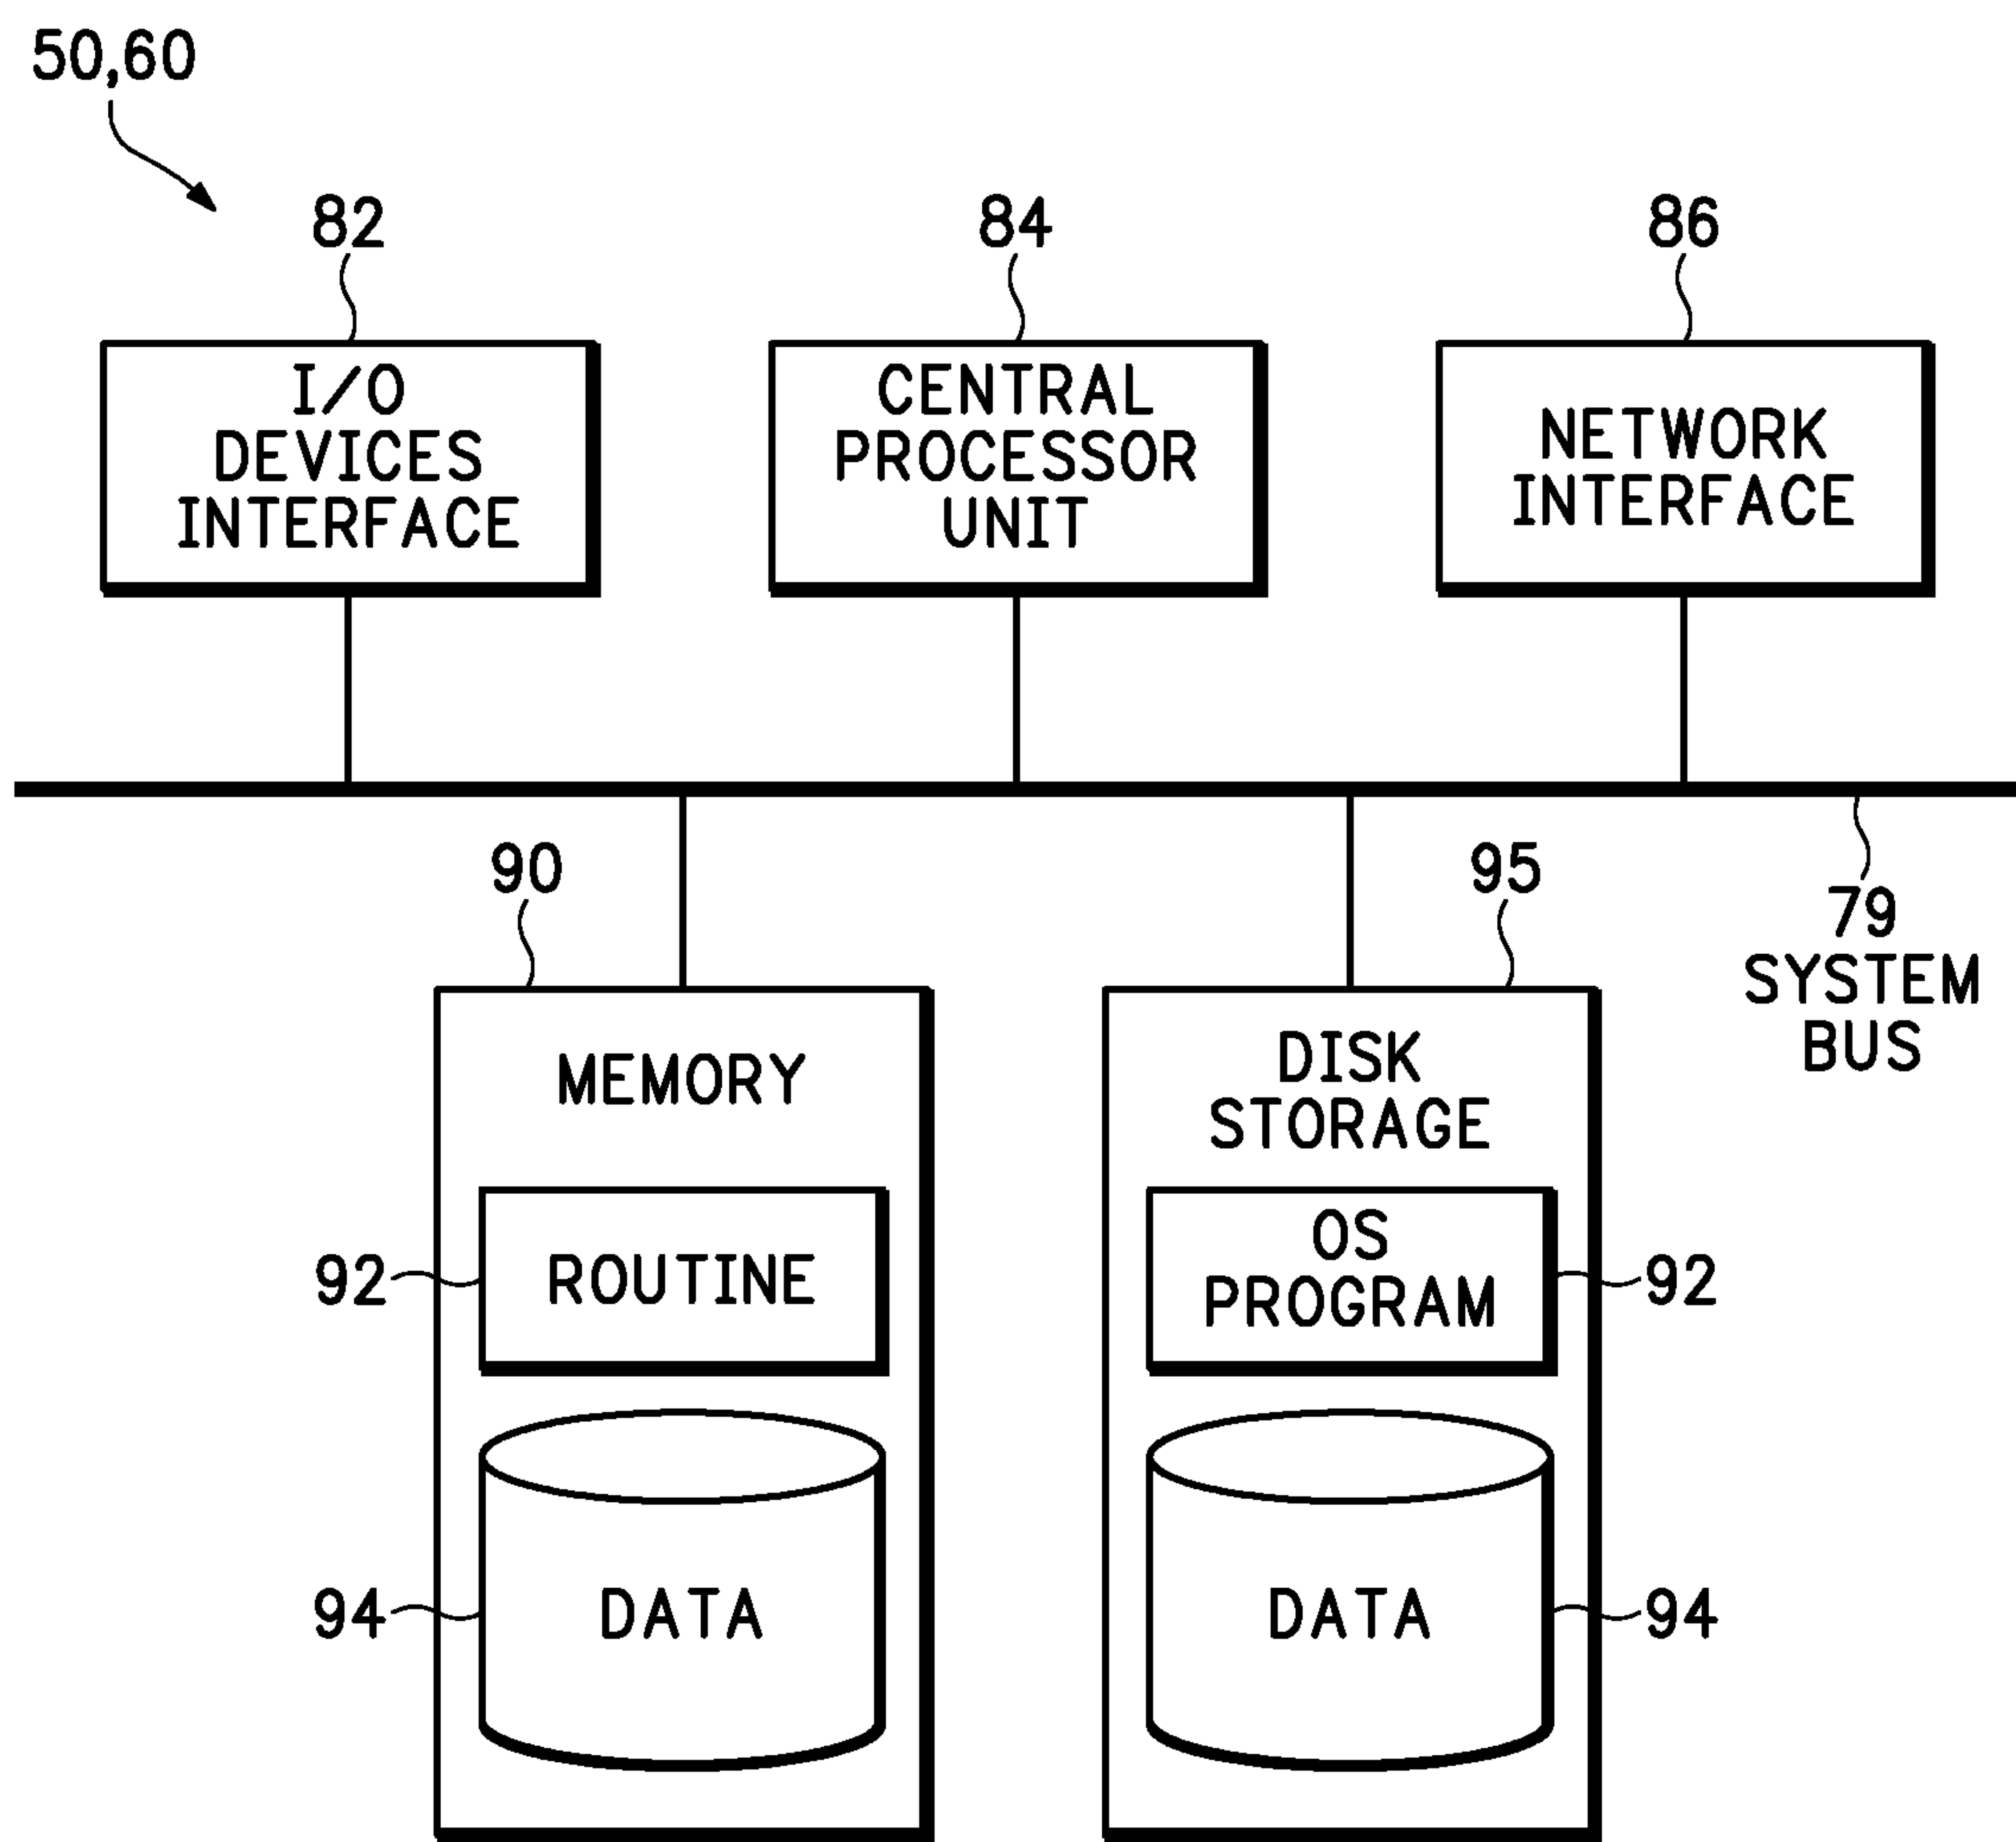 50,60
82
84
86
I/O
DEVICES
INTERFACE
CENTRAL
PROCESSOR
UNIT
NETWORK
INTERFACE
90
95
79
SYSTEM
BUS
MEMORY
DISK
STORAGE
92
ROUTINE
OS
PROGRAM
92
94
DATA
DATA
94